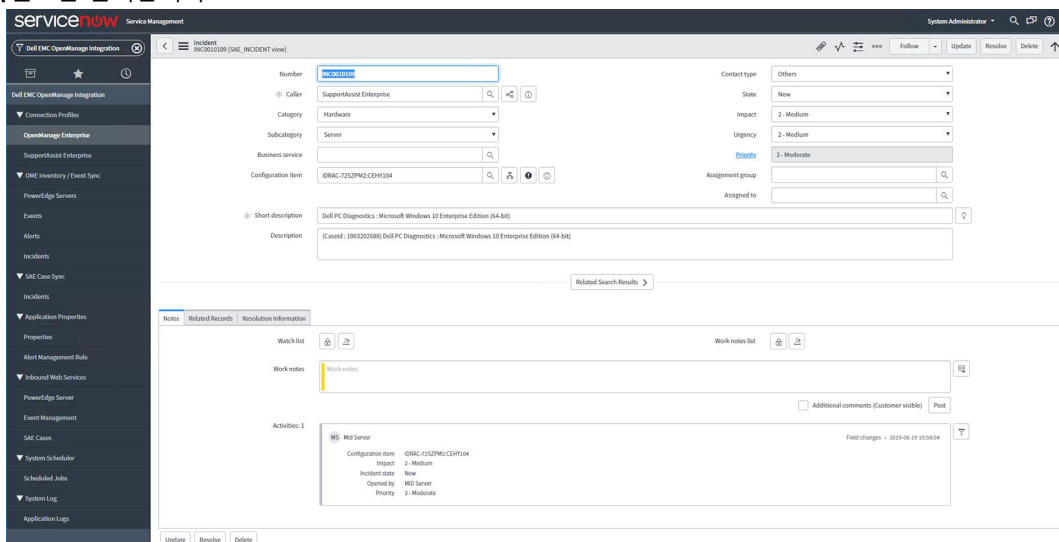 servicenow Service Management
System Administrator
Dell EMC OpenManage Integration
Incident
INC0010109 [SAE_INCIDENT view]
Follow
Update
Resolve
Delete
Dell EMC OpenManage Integration
Connection Profiles
OpenManage Enterprise
SupportAssist Enterprise
OME Inventory / Event Sync
PowerEdge Servers
Events
Alerts
Incidents
SAE Case Sync
Incidents
Application Properties
Properties
Alert Management Rule
Inbound Web Services
PowerEdge Server
Event Management
SAE Cases
System Scheduler
Scheduled Jobs
System Log
Application Logs
Number INC0010109
Caller SupportAssist Enterprise
Category Hardware
Subcategory Server
Business service
Configuration item iDRAC-72SZPM2:CEHY104
Contact type Others
State New
Impact 2 - Medium
Urgency 2 - Medium
Priority 3 - Moderate
Assignment group
Assigned to
Short description Dell PC Diagnostics : Microsoft Windows 10 Enterprise Edition (64-bit)
Description (CaseId : 1003202688) Dell PC Diagnostics : Microsoft Windows 10 Enterprise Edition (64-bit)
Related Search Results
Notes Related Records Resolution Information
Watch list
Work notes list
Work notes Work notes
Additional comments (Customer visible) Post
Activities: 1
MS Mid Server
Field changes • 2019-06-19 10:58:04
Configuration item iDRAC-72SZPM2:CEHY104
Impact 2 - Medium
Incident state New
Opened by MID Server
Priority 3 - Moderate
Update Resolve Delete